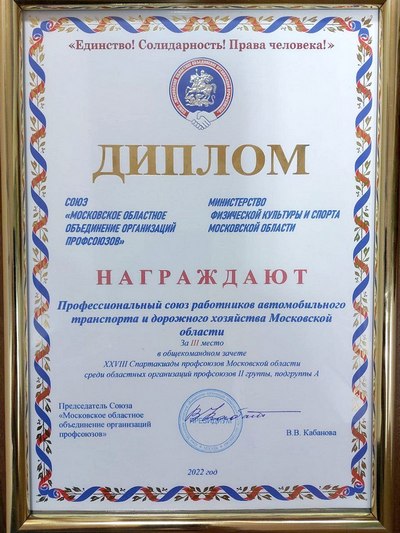 «Единство! Солидарность! Права человека!»
ДИПЛОМ
СОЮЗ
«МОСКОВСКОЕ ОБЛАСТНОЕ
ОБЪЕДИНЕНИЕ ОРГАНИЗАЦИЙ
ПРОФСОЮЗОВ»
МИНИСТЕРСТВО
ФИЗИЧЕСКОЙ КУЛЬТУРЫ И СПОРТА
МОСКОВСКОЙ ОБЛАСТИ
НАГРАЖДАЮТ
Профессиональный союз работников автомобильного
транспорта и дорожного хозяйства Московской
области
За III место
в общекомандном зачете
XXVIII Спартакиады профсоюзов Московской области
среди областных организаций профсоюзов II группы, подгруппы А
Председатель Союза
«Московское областное
объединение организаций
профсоюзов»
В.В. Кабанова
2022 год